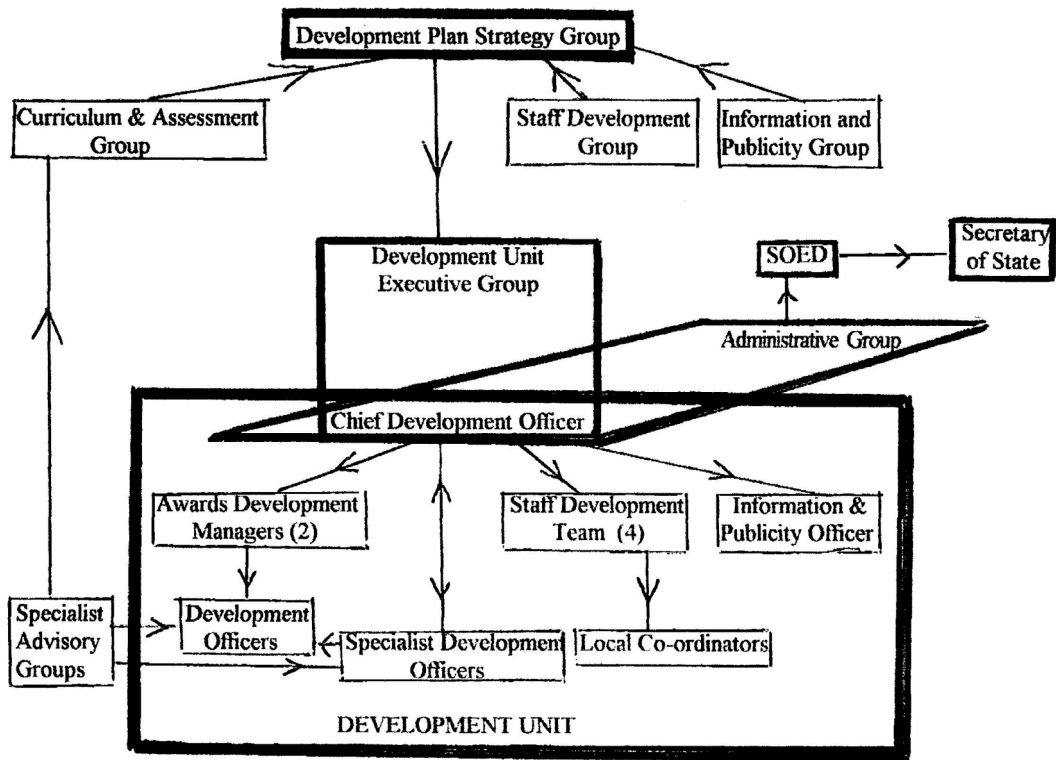 Development Plan Strategy Group
Curriculum & Assessment
Group
Staff Development
Group
Information and
Publicity Group
Development Unit
Executive Group
SOED
Secretary
of State
Administrative Group
Chief Development Officer
Awards Development
Managers (2)
Staff Development
Team (4)
Information &
Publicity Officer
Specialist
Advisory
Groups
Development
Officers
Specialist Development
Officers
Local Co-ordinators
DEVELOPMENT UNIT